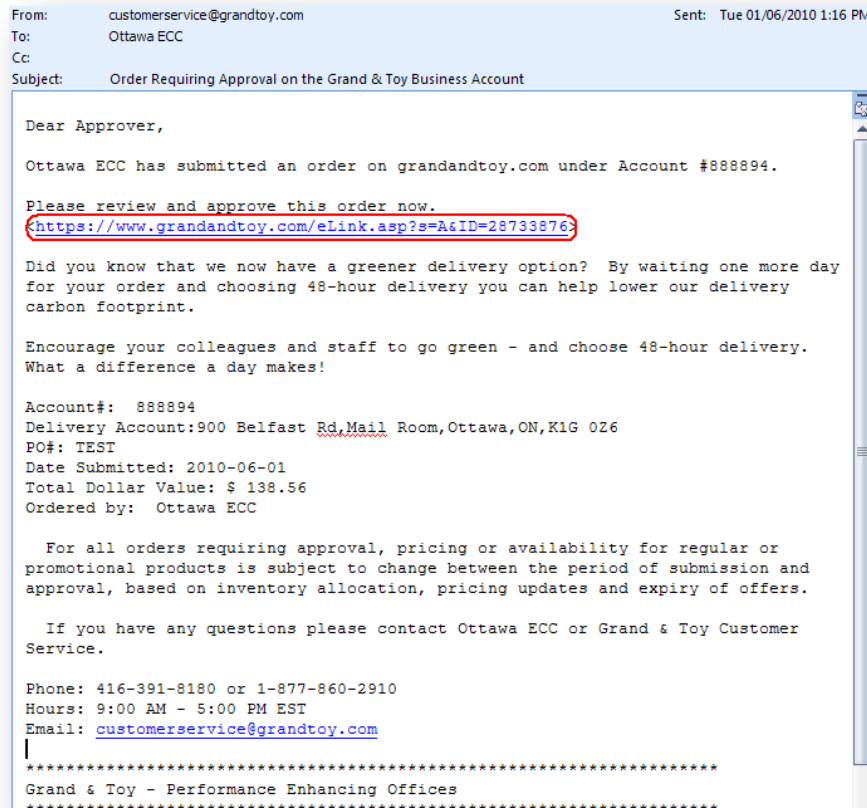 From: customerservice@grandtoy.com Sent: Tue 01/06/2010 1:16 PM
To: Ottawa ECC
Cc:
Subject: Order Requiring Approval on the Grand & Toy Business Account
Dear Approver,
Ottawa ECC has submitted an order on grandandtoy.com under Account #888894.
Please review and approve this order now.
<https://www.grandandtoy.com/eLink.asp?s=A&ID=28733876>
Did you know that we now have a greener delivery option?  By waiting one more day
for your order and choosing 48-hour delivery you can help lower our delivery
carbon footprint.
Encourage your colleagues and staff to go green - and choose 48-hour delivery.
What a difference a day makes!
Account#:  888894
Delivery Account:900 Belfast Rd,Mail Room,Ottawa,ON,K1G 0Z6
PO#: TEST
Date Submitted: 2010-06-01
Total Dollar Value: $ 138.56
Ordered by:  Ottawa ECC
For all orders requiring approval, pricing or availability for regular or
promotional products is subject to change between the period of submission and
approval, based on inventory allocation, pricing updates and expiry of offers.
If you have any questions please contact Ottawa ECC or Grand & Toy Customer
Service.
Phone: 416-391-8180 or 1-877-860-2910
Hours: 9:00 AM - 5:00 PM EST
Email: customerservice@grandtoy.com
*********************************************************************
Grand & Toy - Performance Enhancing Offices
*********************************************************************